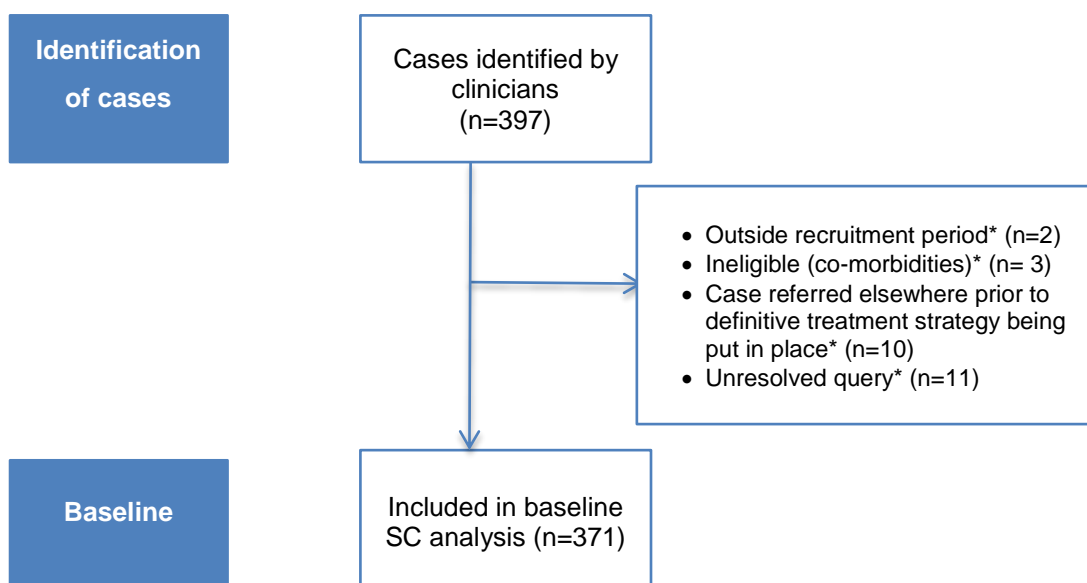 Identification
of cases
Cases identified by
clinicians
(n=397)
• Outside recruitment period* (n=2)
• Ineligible (co-morbidities)* (n= 3)
• Case referred elsewhere prior to
definitive treatment strategy being
put in place* (n=10)
• Unresolved query* (n=11)
Baseline
Included in baseline
SC analysis (n=371)